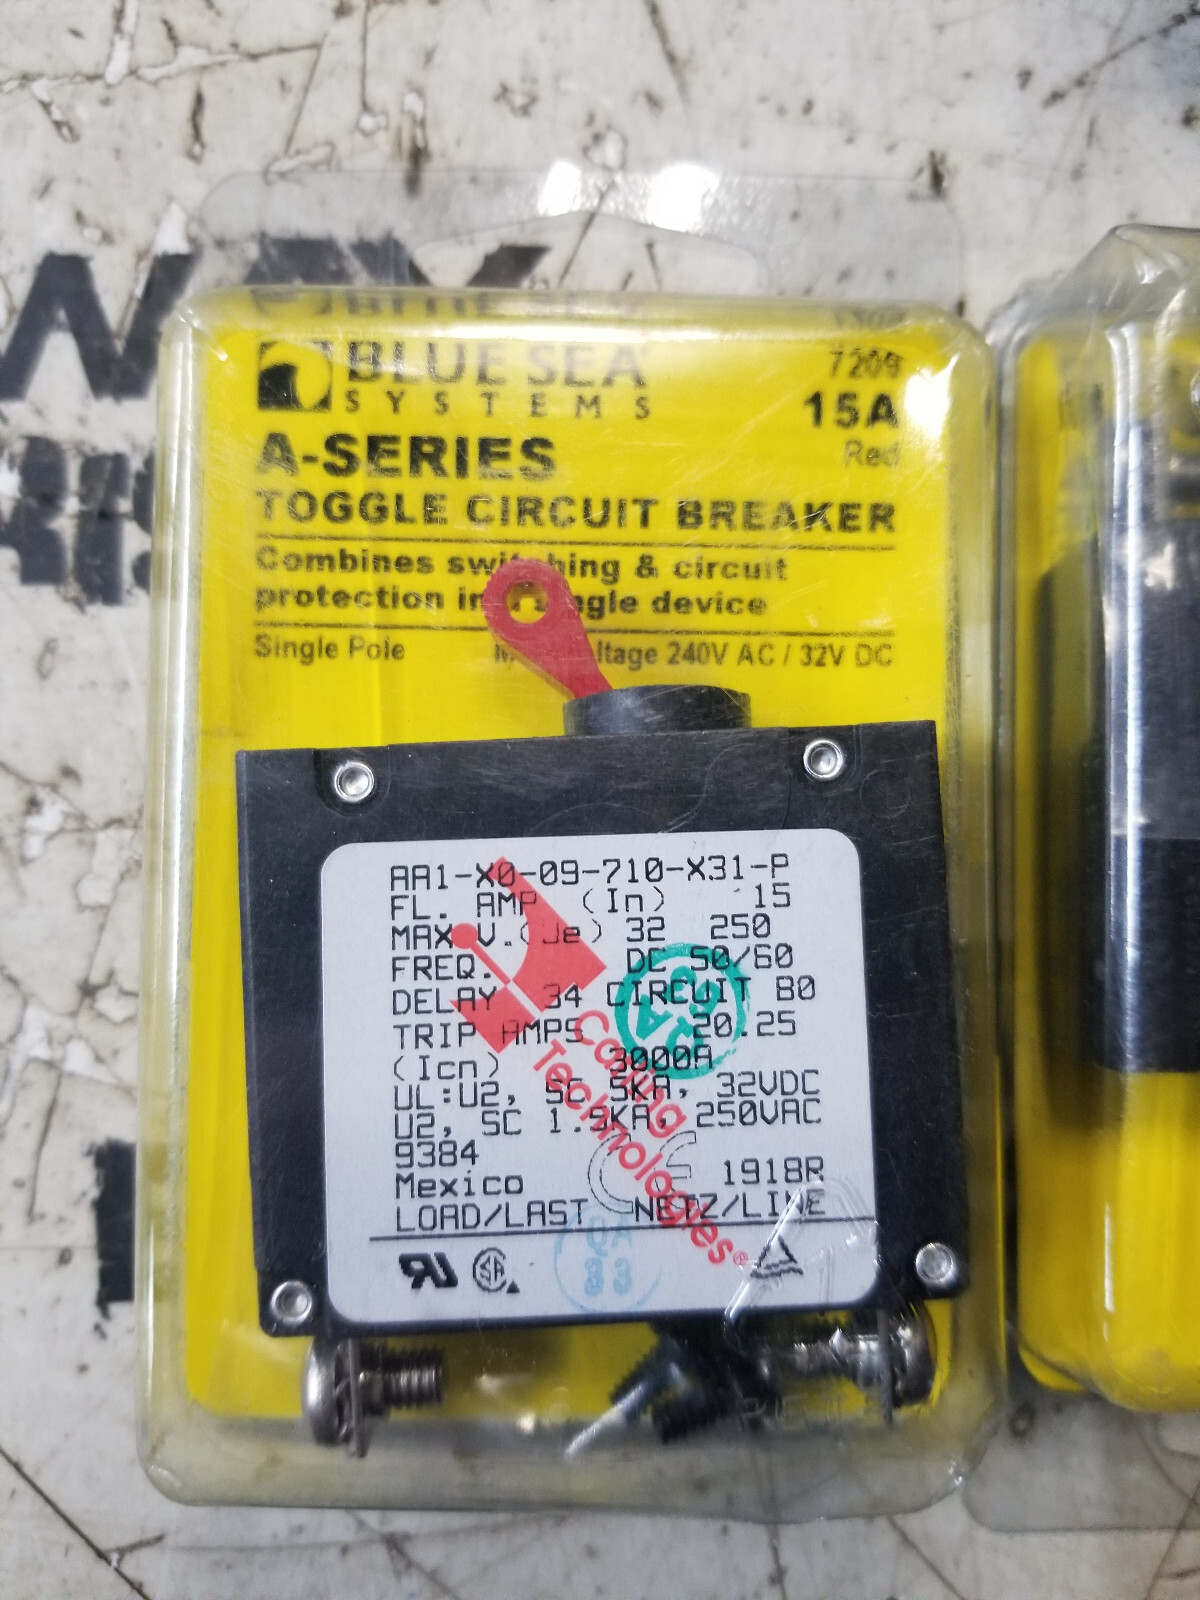 BLUE SEA
SYSTEMS
7209
15A
Red
A-SERIES
TOGGLE CIRCUIT BREAKER
Combines switching & circuit
protection in a single device
Single Pole
240V AC / 32V DC
AA1-X0-09-710-X31-P
FL. AMP (In) 15
MAX V.(Ue) 32 250
FREQ. DC 50/60
DELAY 34 CIRCUIT B0
TRIP AMPS 20.25
(Icn) 3000A
UL:U2, SC 5KA, 32VDC
U2, SC 1.5KA, 250VAC
9384
Mexico 1918R
LOAD/LAST NETZ/LINE
Carling
Technologies®
CE
QA